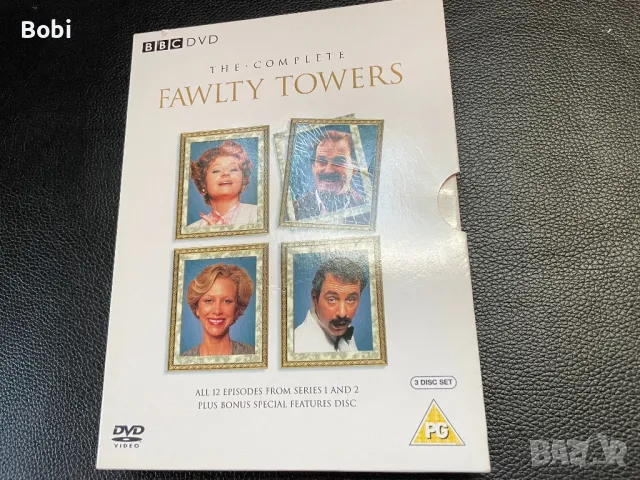 Bobi
BBC DVD
THE · COMPLETE
FAWLTY TOWERS
ALL 12 EPISODES FROM SERIES 1 AND 2
PLUS BONUS SPECIAL FEATURES DISC
3 DISC SET
DVD
VIDEO
PG
BAZAR